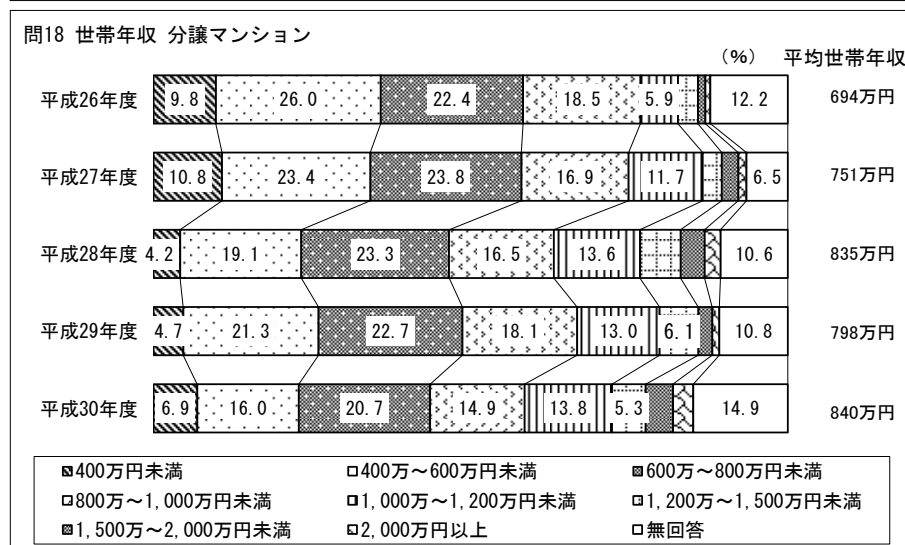 問18 世帯年収 分譲マンション
（%） 平均世帯年収
平成26年度 9.8 26.0 22.4 18.5 5.9 12.2 694万円
平成27年度 10.8 23.4 23.8 16.9 11.7 6.5 751万円
平成28年度 4.2 19.1 23.3 16.5 13.6 10.6 835万円
平成29年度 4.7 21.3 22.7 18.1 13.0 6.1 10.8 798万円
平成30年度 6.9 16.0 20.7 14.9 13.8 5.3 14.9 840万円
400万円未満 400万～600万円未満 600万～800万円未満
800万～1,000万円未満 1,000万～1,200万円未満 1,200万～1,500万円未満
1,500万～2,000万円未満 2,000万円以上 無回答